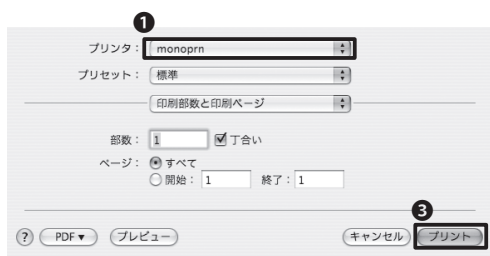 ❶
プリンタ： monoprn
プリセット： 標準
印刷部数と印刷ページ
部数： 1 丁合い
ページ： すべて
開始： 1 終了： 1
❸
? PDF▼ プレビュー キャンセル プリント